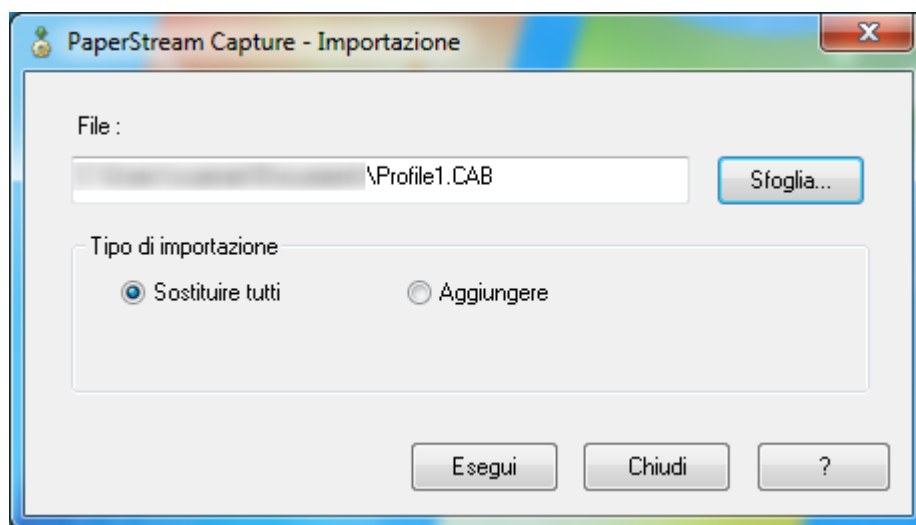 PaperStream Capture - Importazione
x
File :
\Profile1.CAB
Sfoglia...
Tipo di importazione
Sostituire tutti
Aggiungere
Esegui
Chiudi
?